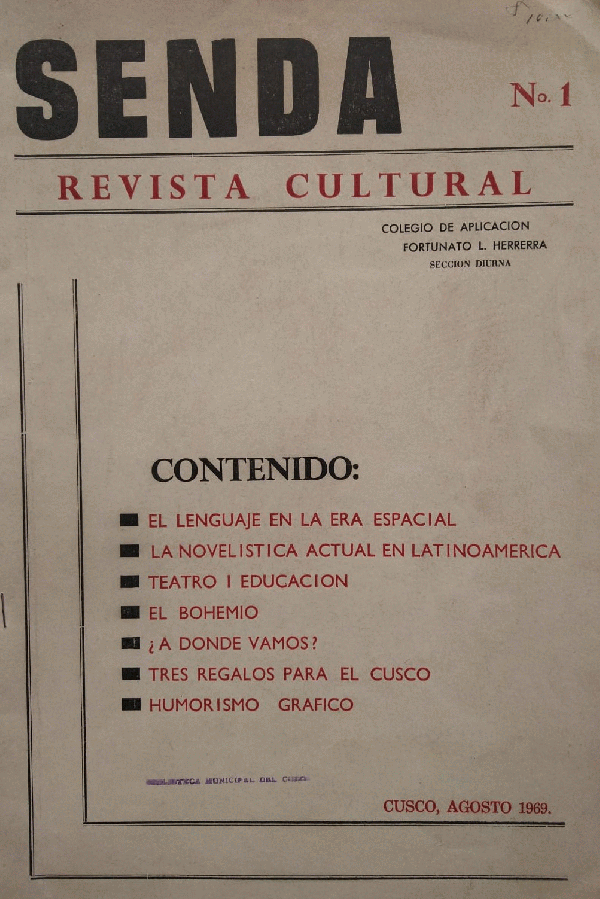 SENDA
No. 1
REVISTA CULTURAL
COLEGIO DE APLICACION
FORTUNATO L. HERRERRA
SECCION DIURNA
CONTENIDO:
EL LENGUAJE EN LA ERA ESPACIAL
LA NOVELISTICA ACTUAL EN LATINOAMERICA
TEATRO I EDUCACION
EL BOHEMIO
¿A DONDE VAMOS?
TRES REGALOS PARA EL CUSCO
HUMORISMO GRAFICO
BIBLIOTECA MUNICIPAL DEL CUSCO
CUSCO, AGOSTO 1969.